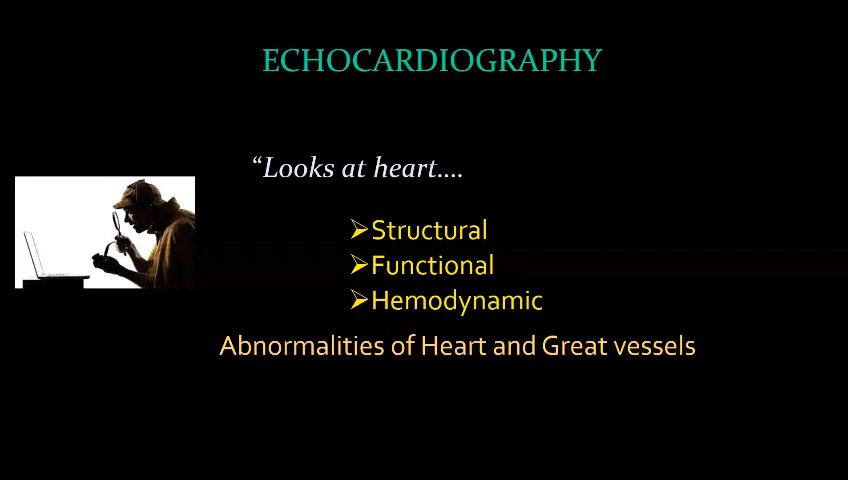 ECHOCARDIOGRAPHY
“Looks at heart....
➢Structural
➢Functional
➢Hemodynamic
Abnormalities of Heart and Great vessels